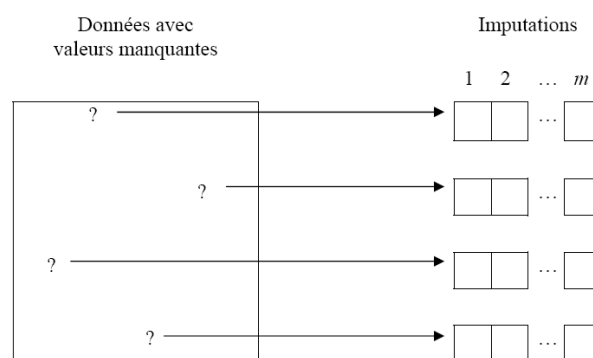 Données avec
valeurs manquantes
Imputations
1 2 … m
? …
? …
? …
? …